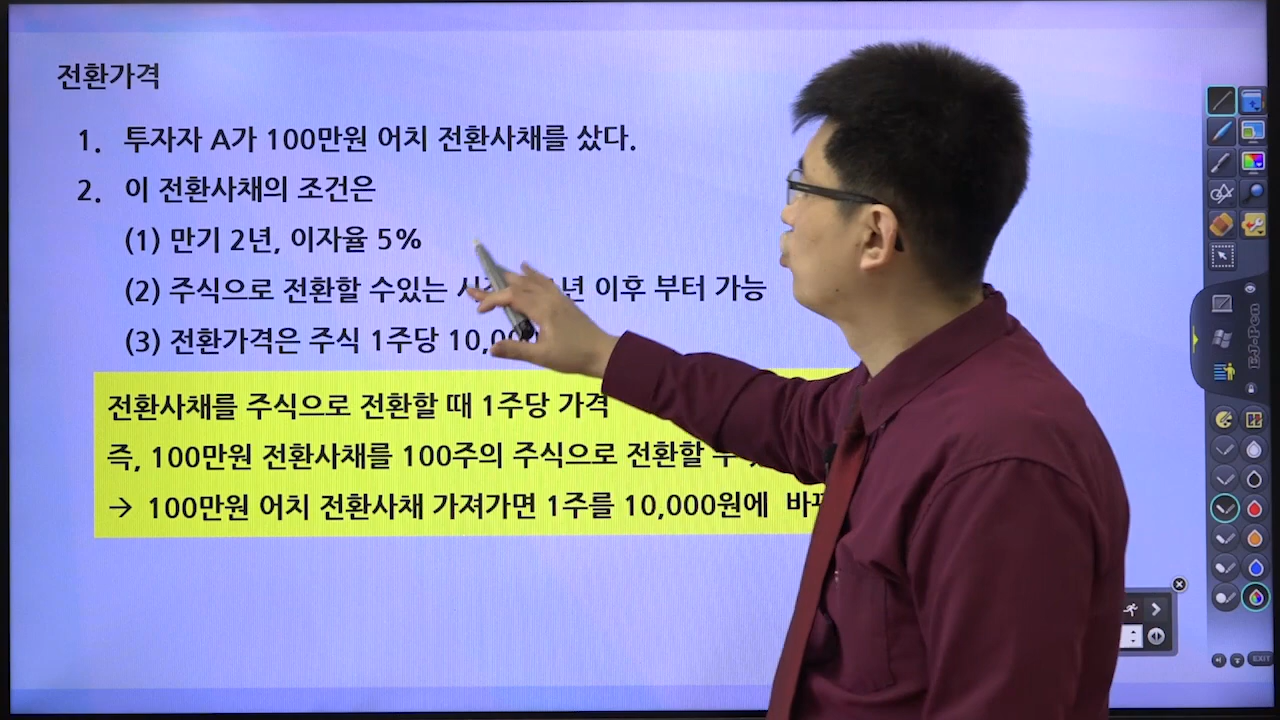 전환가격
1. 투자자 A가 100만원 어치 전환사채를 샀다.
2. 이 전환사채의 조건은
(1) 만기 2년, 이자율 5%
(2) 주식으로 전환할 수있는 년 이후 부터 가능
(3) 전환가격은 주식 1주당
전환사채를 주식으로 전환할 때 1주당 가격
즉, 100만원 전환사채를 100주의 주식으로 전환할
→ 100만원 어치 전환사채 가져가면 1주를 10,000원에
EJ-Pen
EXIT